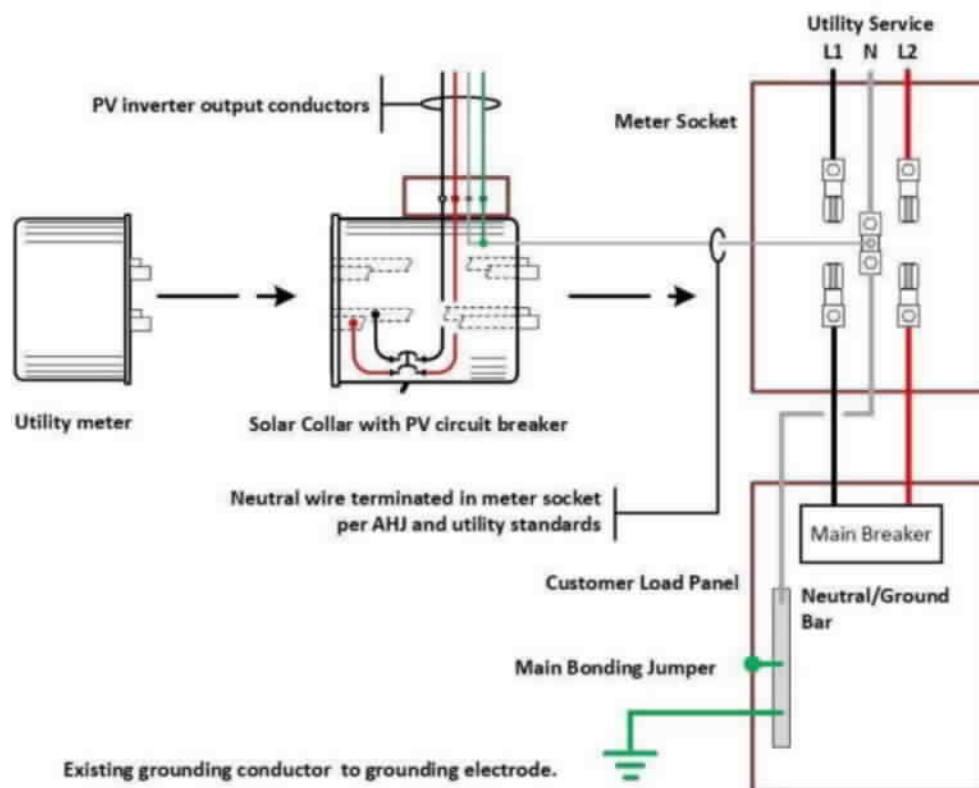 Utility Service
L1 N L2
PV inverter output conductors
Meter Socket
Utility meter
Solar Collar with PV circuit breaker
Neutral wire terminated in meter socket
per AHJ and utility standards
Main Breaker
Customer Load Panel
Neutral/Ground
Bar
Main Bonding Jumper
Existing grounding conductor to grounding electrode.